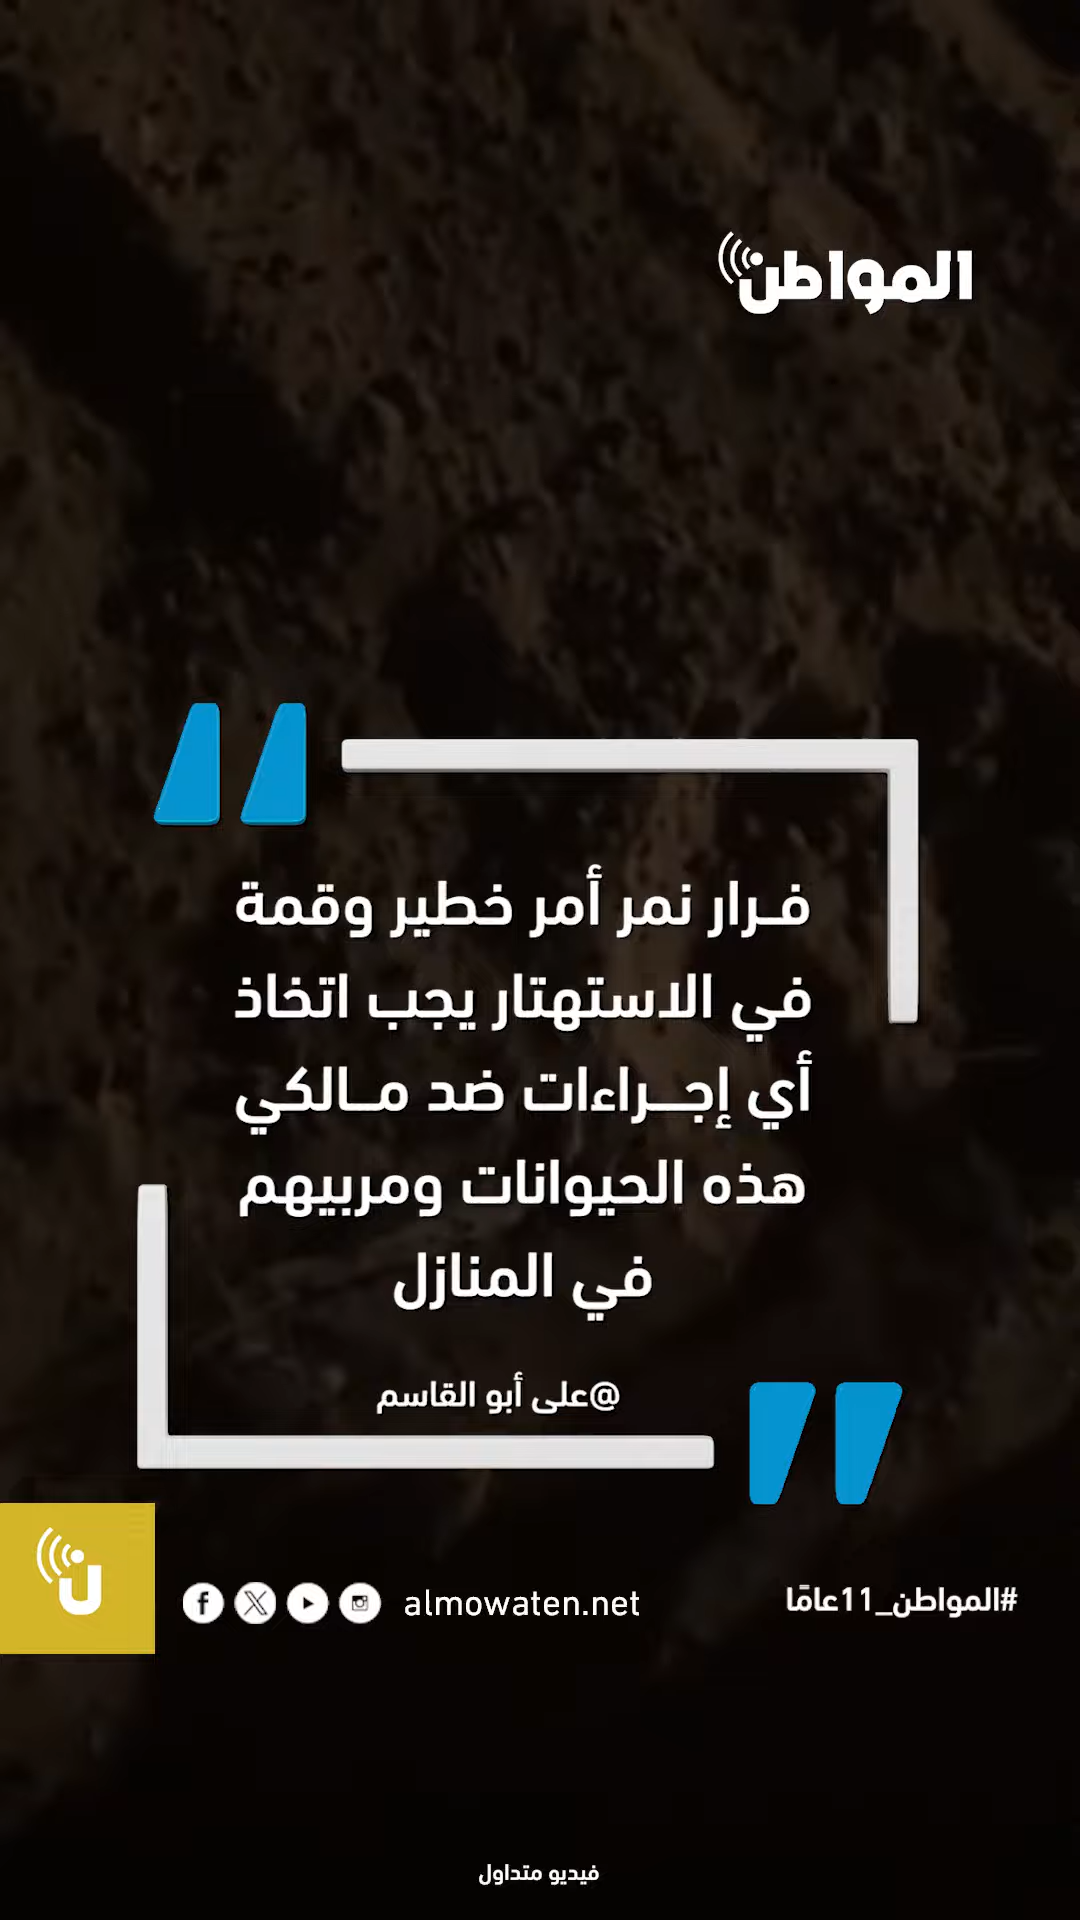 المواطن
فـرار نمر أمر خطير وقمة
في الاستهتار يجب اتخاذ
أي إجـراءات ضد مـالكي
هذه الحيوانات ومربيهم
في المنازل
@على أبو القاسم
almowaten.net
#المواطن_11عامًا
فيديو متداول